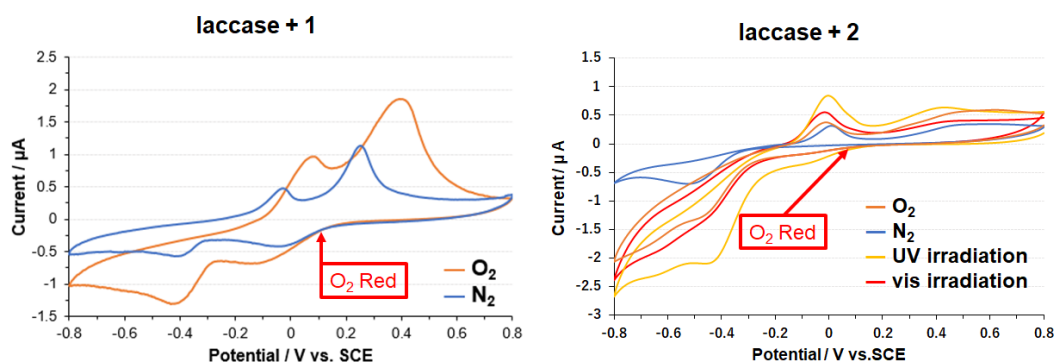 laccase + 1
2.5
2
1.5
1
0.5
0
-0.5
-1
-1.5
-0.8 -0.6 -0.4 -0.2 0 0.2 0.4 0.6 0.8
Current / μA
Potential / V vs. SCE
O₂ Red
O₂
N₂
laccase + 2
1.5
1
0.5
0
-0.5
-1
-1.5
-2
-2.5
-3
-0.8 -0.6 -0.4 -0.2 0 0.2 0.4 0.6 0.8
Current / μ A
Potential / V vs.SCE
O₂ Red
O₂
N₂
UV irradiation
vis irradiation